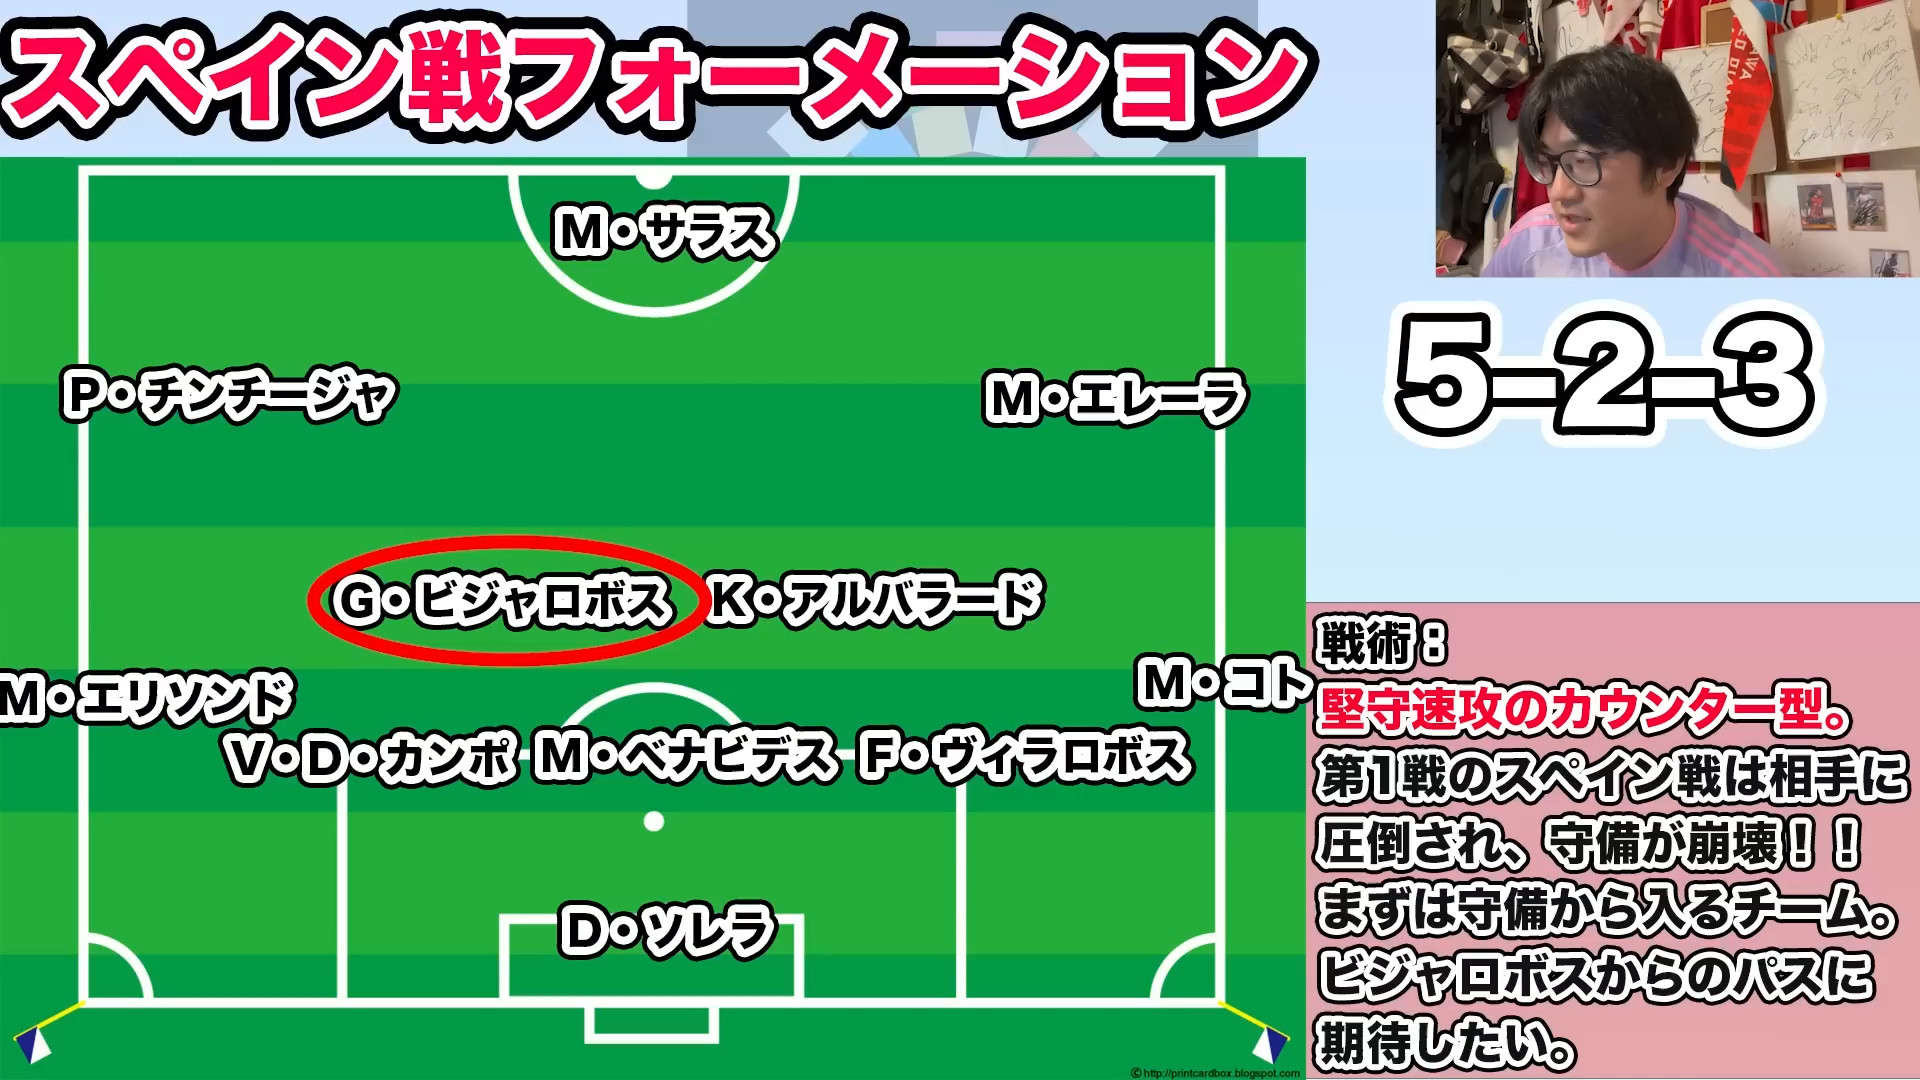 スペイン戦フォーメーション
M・サラス
P・チンチージャ
M・エレーラ
G・ビジャロボス
K・アルバラード
M・エリソンド
M・コト
V・D・カンポ
M・ベナビデス
F・ヴィラロボス
D・ソレラ
5-2-3
戦術：
堅守速攻のカウンター型。
第1戦のスペイン戦は相手に
圧倒され、守備が崩壊！！
まずは守備から入るチーム。
ビジャロボスからのパスに
期待したい。
©http://printcardbox.blogspot.com